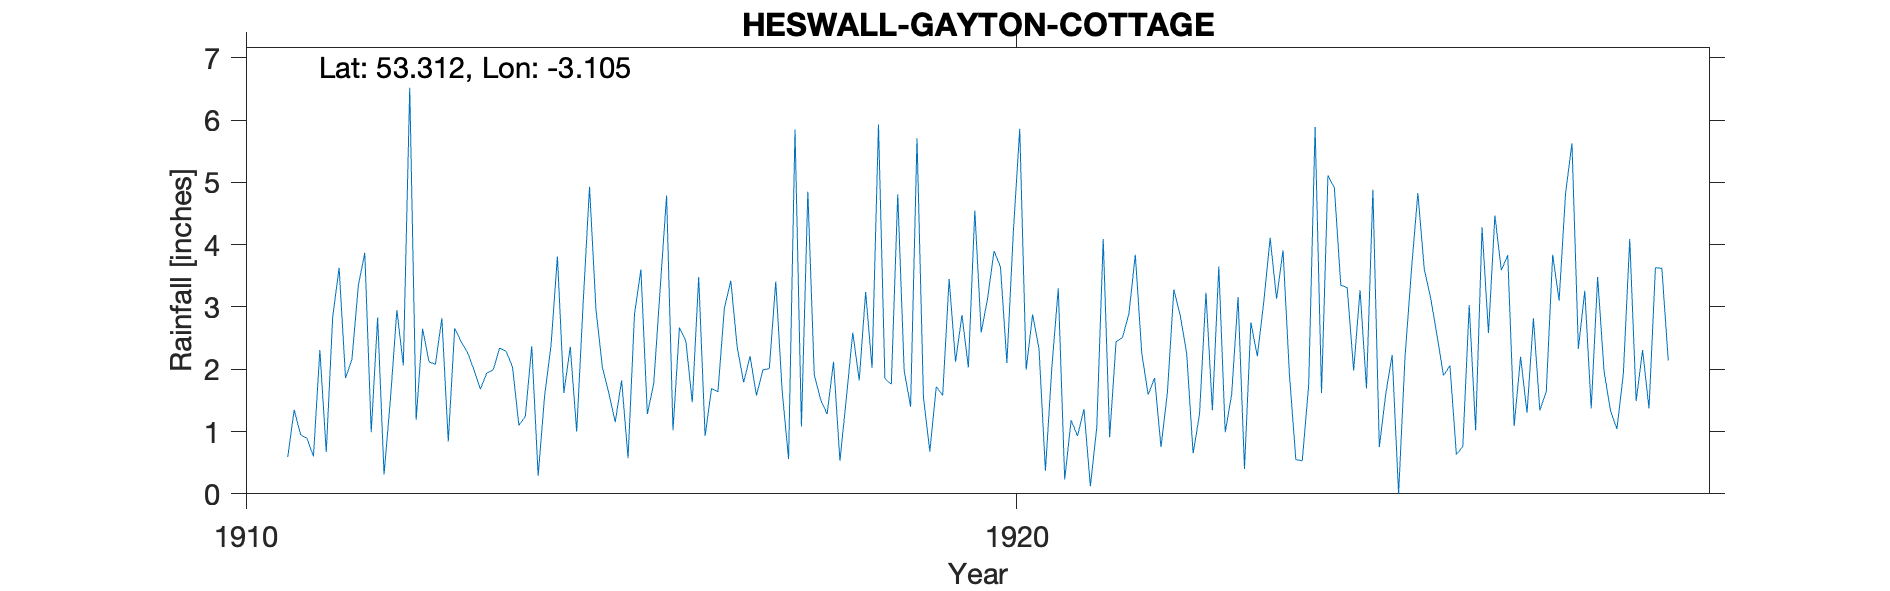 HESWALL-GAYTON-COTTAGE
Lat: 53.312, Lon: -3.105
7
6
5
4
3
2
1
0
Rainfall [inches]
1910 1920
Year